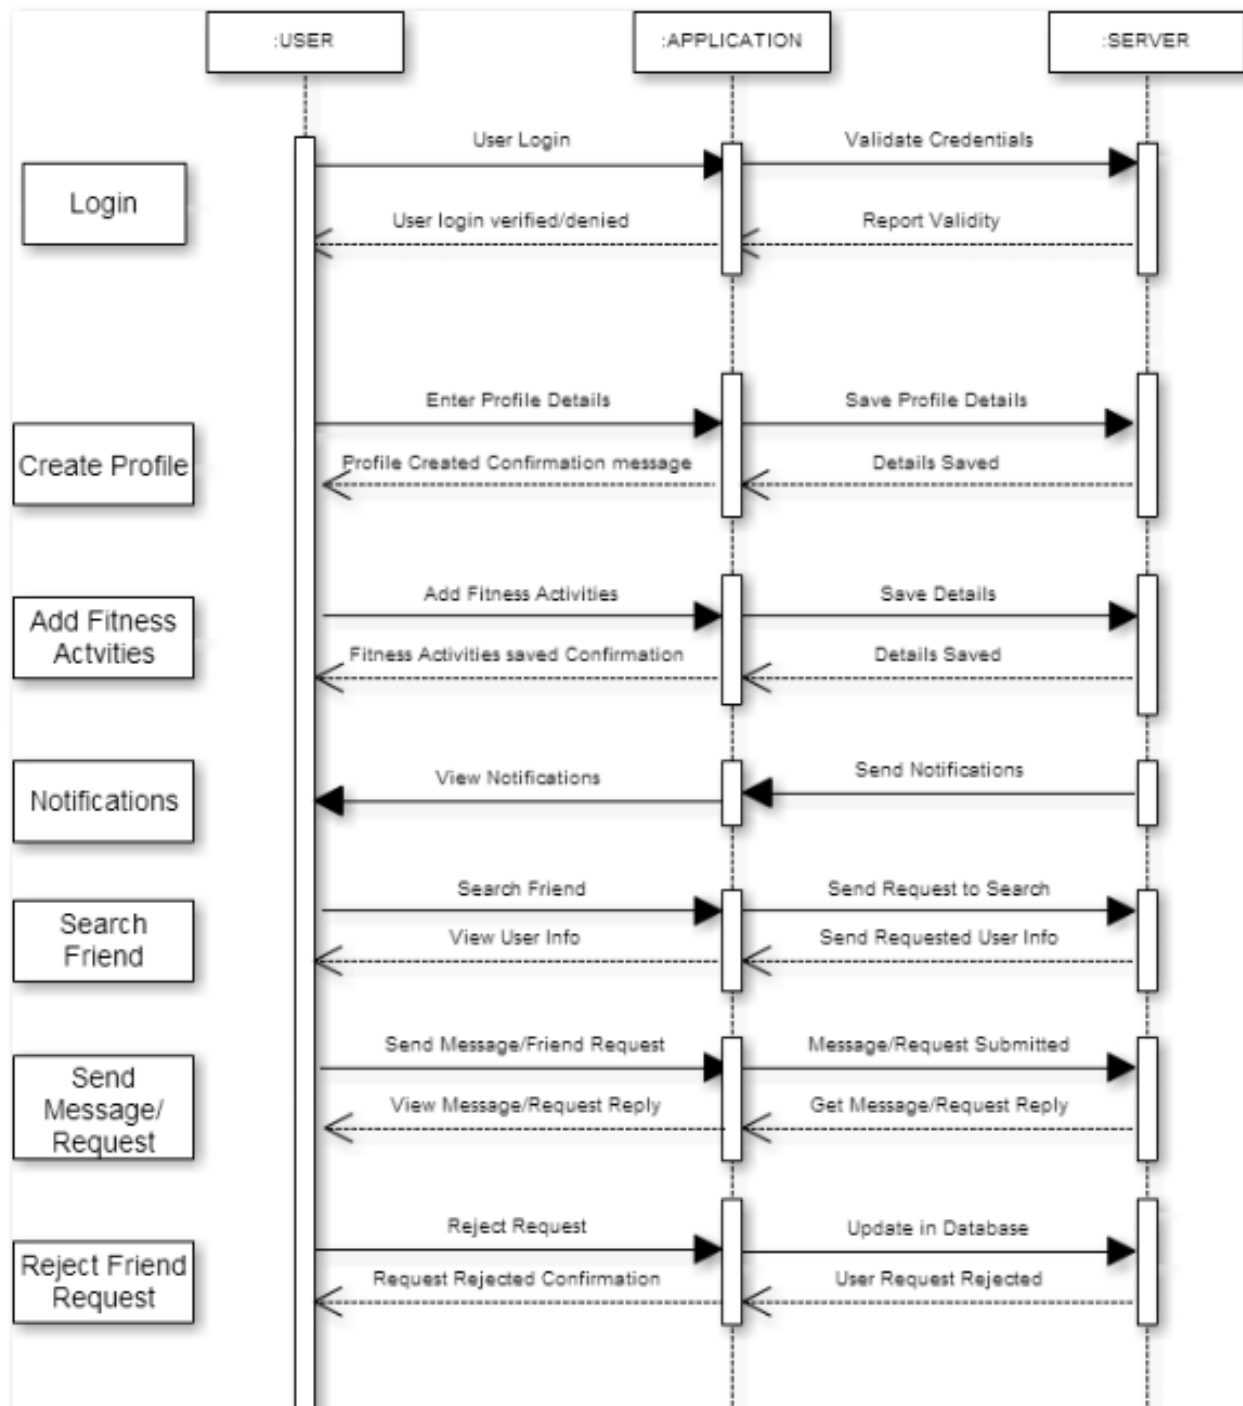 :USER
:APPLICATION
:SERVER
User Login
Validate Credentials
Login
User login verified/denied
Report Validity
Enter Profile Details
Save Profile Details
Create Profile
Profile Created Confirmation message
Details Saved
Add Fitness Activities
Save Details
Add Fitness
Actvities
Fitness Activities saved Confirmation
Details Saved
View Notifications
Send Notifications
Notifications
Search Friend
Send Request to Search
Search
Friend
View User Info
Send Requested User Info
Send Message/Friend Request
Message/Request Submitted
Send
Message/
Request
View Message/Request Reply
Get Message/Request Reply
Reject Request
Update in Database
Reject Friend
Request
Request Rejected Confirmation
User Request Rejected